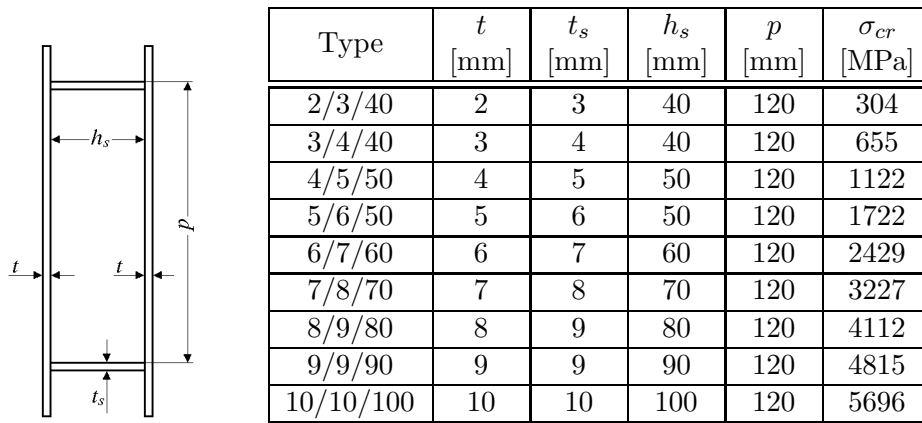 h_s
p
t t
t_s
Type t t_s h_s p σ_cr
[mm] [mm] [mm] [mm] [MPa]
2/3/40 2 3 40 120 304
3/4/40 3 4 40 120 655
4/5/50 4 5 50 120 1122
5/6/50 5 6 50 120 1722
6/7/60 6 7 60 120 2429
7/8/70 7 8 70 120 3227
8/9/80 8 9 80 120 4112
9/9/90 9 9 90 120 4815
10/10/100 10 10 100 120 5696